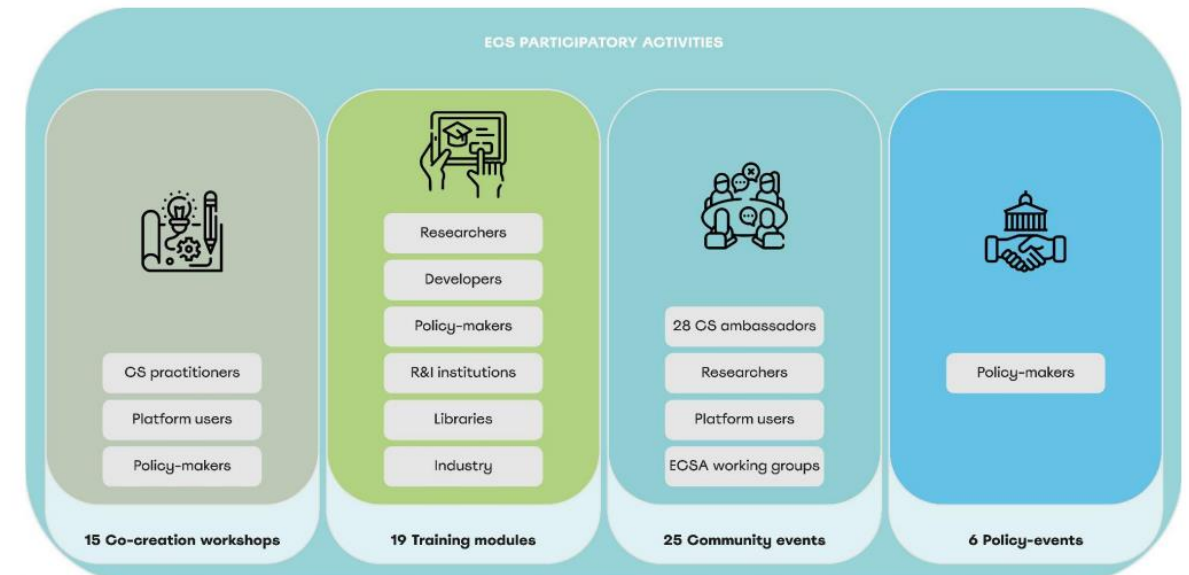 ECS PARTICIPATORY ACTIVITIES
CS practitioners
Platform users
Policy-makers
15 Co-creation workshops
Researchers
Developers
Policy-makers
R&I institutions
Libraries
Industry
19 Training modules
28 CS ambassadors
Researchers
Platform users
ECSA working groups
25 Community events
Policy-makers
6 Policy-events